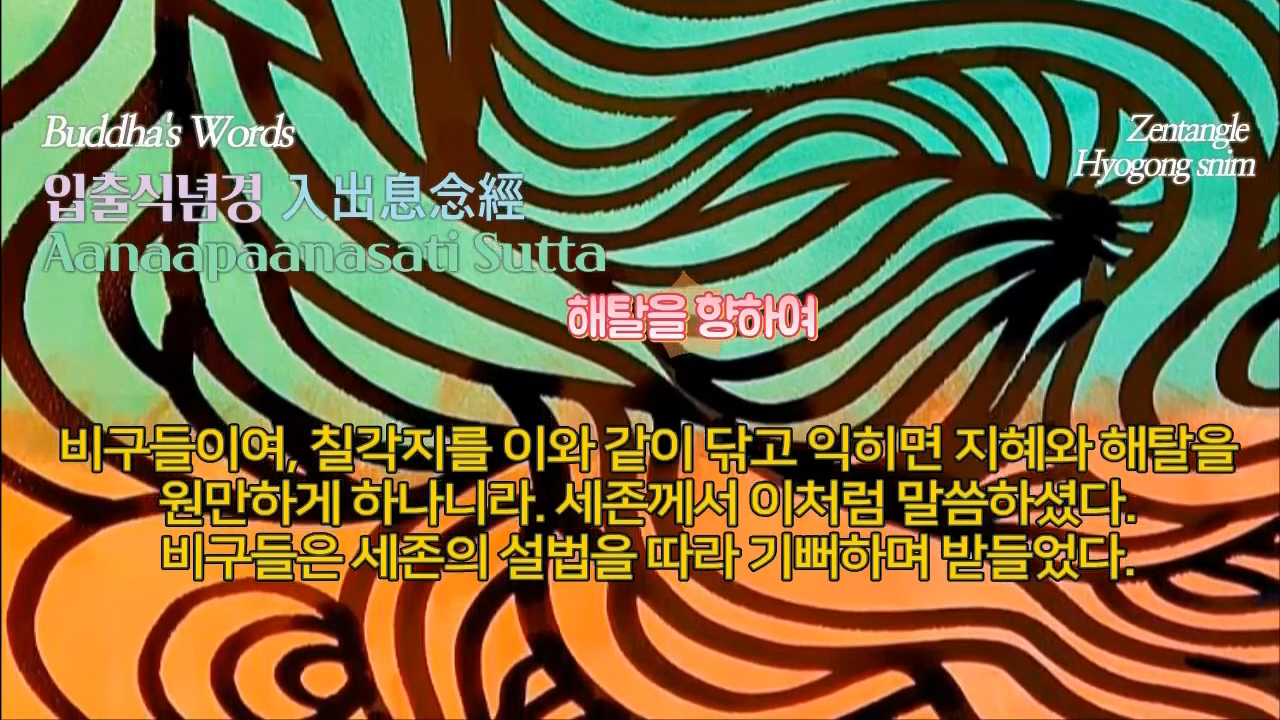 Buddha's Words
Zentangle
Hyogong snim
입출식념경 入出息念經
Aanaapaanasati Sutta
해탈을 향하여
비구들이여, 칠각지를 이와 같이 닦고 익히면 지혜와 해탈을
원만하게 하나니라. 세존께서 이처럼 말씀하셨다.
비구들은 세존의 설법을 따라 기뻐하며 받들었다.